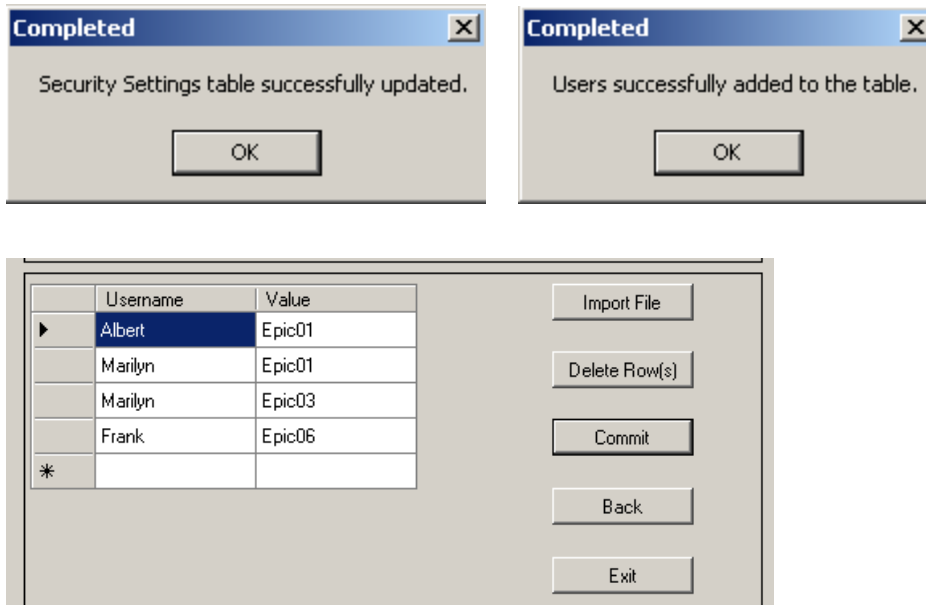 Completed
Security Settings table successfully updated.
OK
Completed
Users successfully added to the table.
OK
Username Value
Albert Epic01
Marilyn Epic01
Marilyn Epic03
Frank Epic06
Import File
Delete Row(s)
Commit
Back
Exit